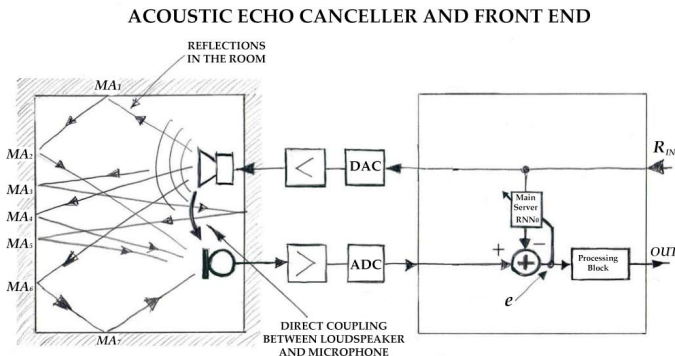 ACOUSTIC ECHO CANCELLER AND FRONT END
REFLECTIONS
IN THE ROOM
MA1
MA2
MA3
MA4
MA5
MA6
MA7
DAC
ADC
RIN
Main
Server
RNN0
+
−
+
e
Processing
Block
OUT
DIRECT COUPLING
BETWEEN LOUDSPEAKER
AND MICROPHONE